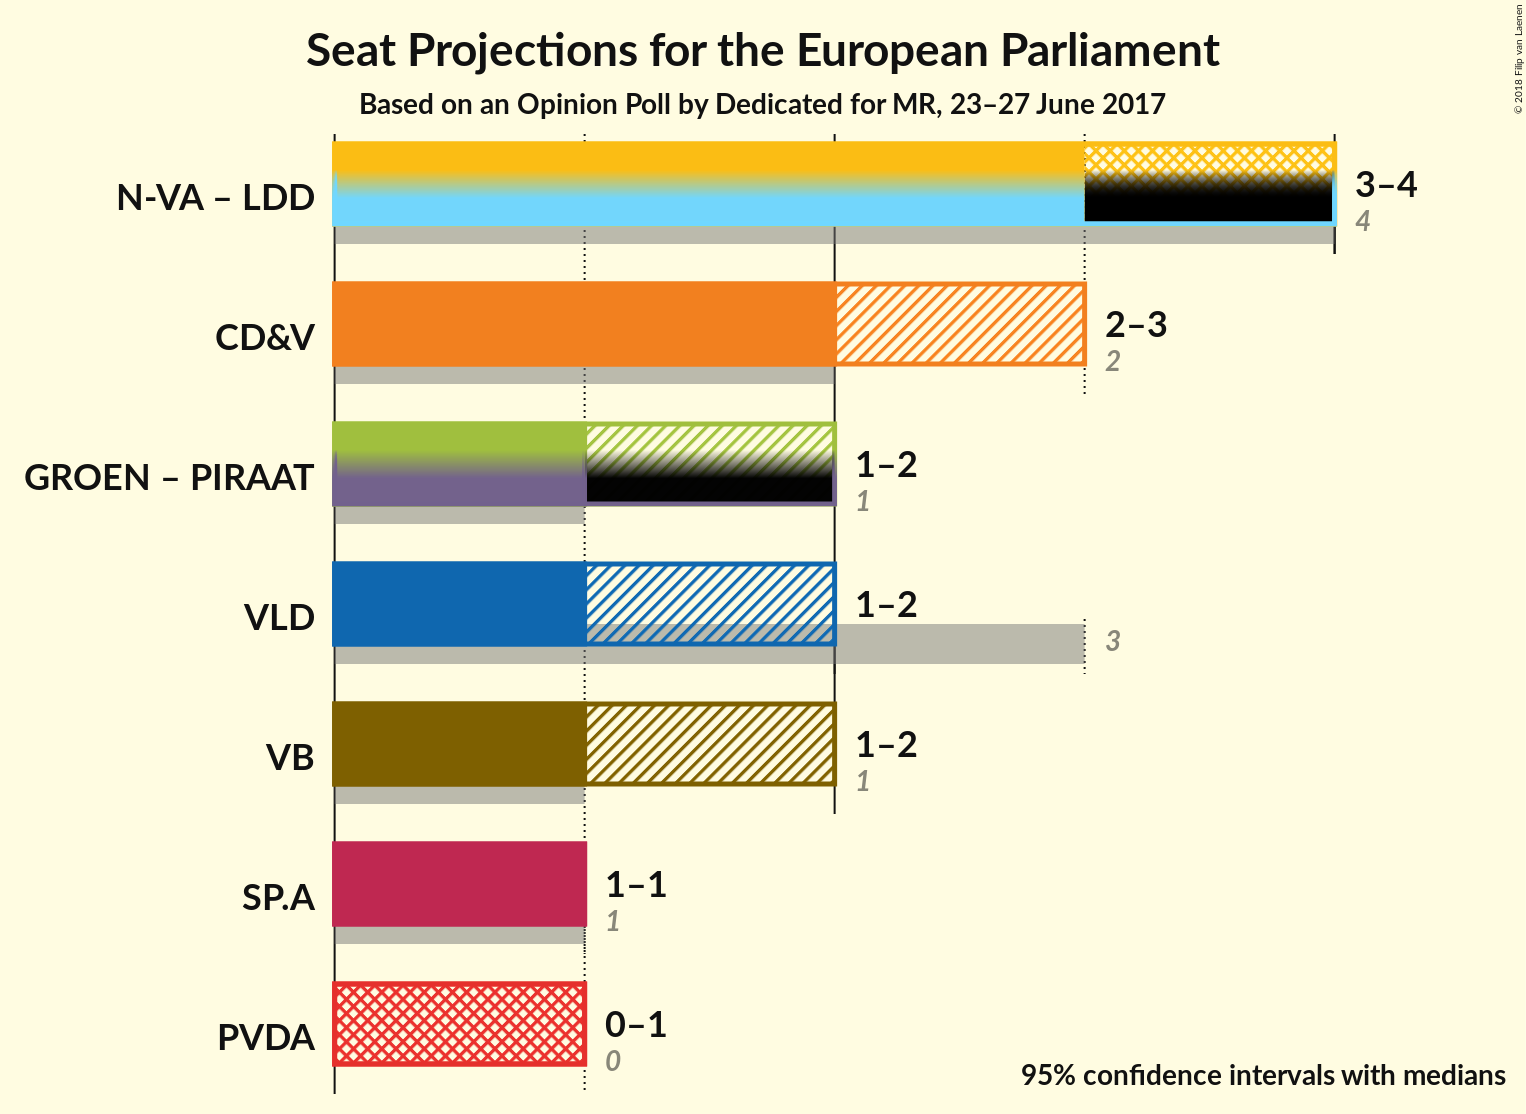 Seat Projections for the European Parliament
Based on an Opinion Poll by Dedicated for MR, 23–27 June 2017
© 2018 Filip van Laenen
N-VA – LDD
3–4
4
CD&V
2–3
2
GROEN – PIRAAT
1–2
1
VLD
1–2
3
VB
1–2
1
SP.A
1–1
1
PVDA
0–1
0
95% confidence intervals with medians